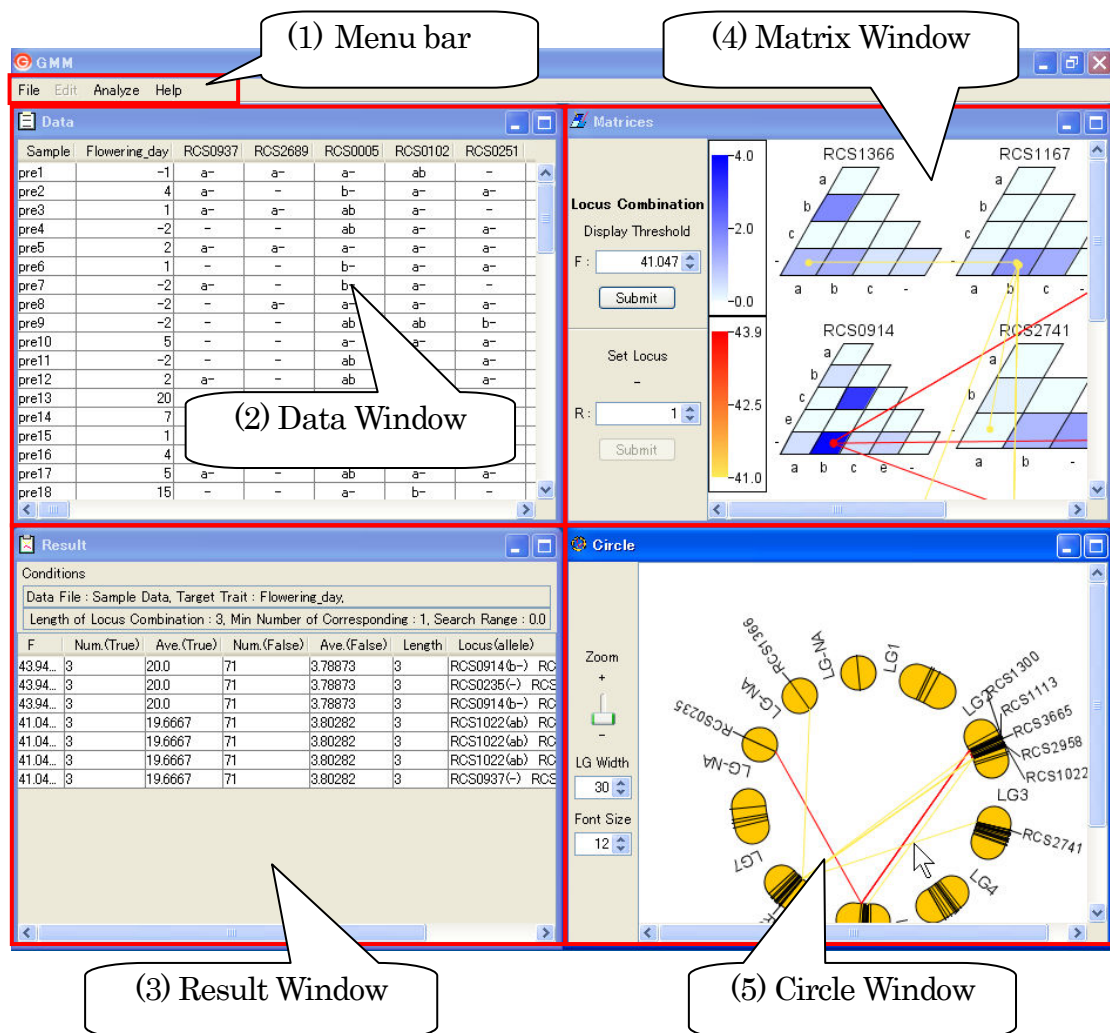 (1) Menu bar
(4) Matrix Window
GMM
File Edit Analyze Help
Data
Sample Flowering_day RCS0937 RCS2689 RCS0005 RCS0102 RCS0251
pre1 -1 a- a- a- ab -
pre2 4 a- - b- a- a-
pre3 1 a- a- ab a- -
pre4 -2 - - ab a- a-
pre5 2 a- a- a- a- a-
pre6 1 - - b- a- a-
pre7 -2 a- - b- a- a-
pre8 -2 - a- a- a- a-
pre9 -2 - - ab ab b-
pre10 5 - - a- a- a-
pre11 -2 - - ab a-
pre12 2 a- - ab a-
pre13 20
pre14 7
pre15 1
pre16 4
pre17 5 a- - ab a- a-
pre18 15 - - a- b- -
(2) Data Window
Matrices
Locus Combination
Display Threshold
F : 41.047
Submit
Set Locus
-
R : 1
Submit
4.0
-2.0
-0.0
-43.9
-42.5
-41.0
RCS1366
a
b
c
-
a b c -
RCS1167
a
b
c
-
a b c -
RCS0914
a
b
c
e
-
a b c e -
RCS2741
a
b
-
a b -
Result
Conditions
Data File : Sample Data, Target Trait : Flowering_day,
Length of Locus Combination : 3, Min Number of Corresponding : 1, Search Range : 0.0
F Num.(True) Ave.(True) Num.(False) Ave.(False) Length Locus(allele)
43.94... 3 20.0 71 3.78873 3 RCS0914(b-) RC
43.94... 3 20.0 71 3.78873 3 RCS0235(-) RCS
43.94... 3 20.0 71 3.78873 3 RCS0914(b-) RC
41.04... 3 19.6667 71 3.80282 3 RCS1022(ab) RC
41.04... 3 19.6667 71 3.80282 3 RCS1022(ab) RC
41.04... 3 19.6667 71 3.80282 3 RCS1022(ab) RC
41.04... 3 19.6667 71 3.80282 3 RCS0937(-) RCS
Circle
Zoom
+
-
LG Width
30
Font Size
12
RCS1366
LG-NA
LG1
LG-NA
RCS0235
LG-NA
LG2
RCS1300
RCS1113
RCS3665
RCS2958
RCS1022
LG3
RCS2741
LG4
LG7
(3) Result Window
(5) Circle Window